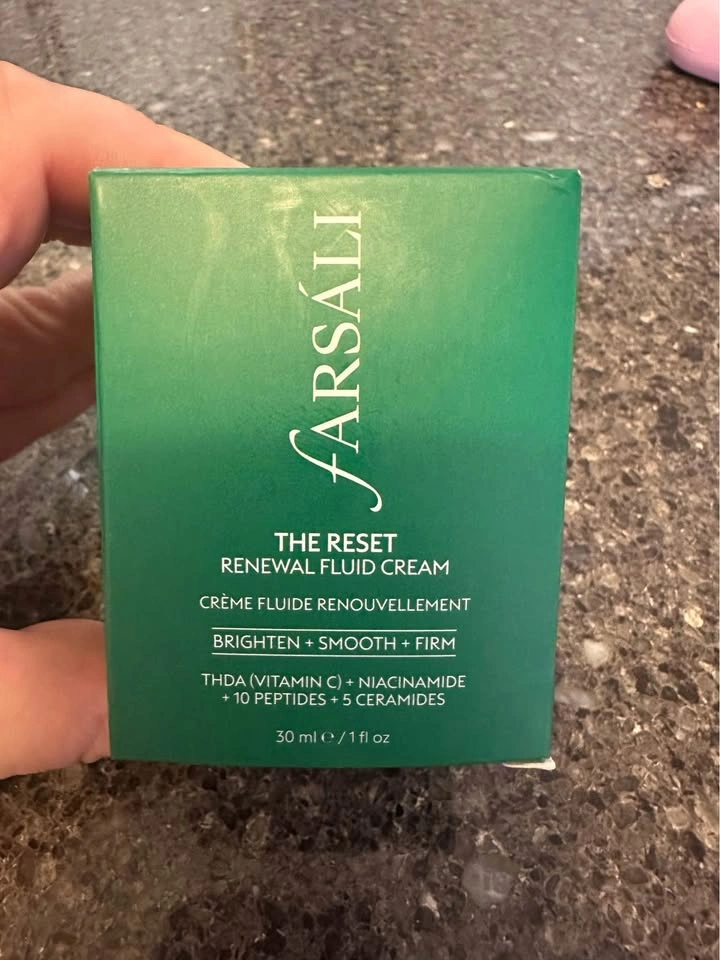 FARSÁLI
THE RESET
RENEWAL FLUID CREAM
CRÈME FLUIDE RENOUVELLEMENT
BRIGHTEN + SMOOTH + FIRM
THDA (VITAMIN C) + NIACINAMIDE
+ 10 PEPTIDES + 5 CERAMIDES
30 ml ℮ / 1 fl oz